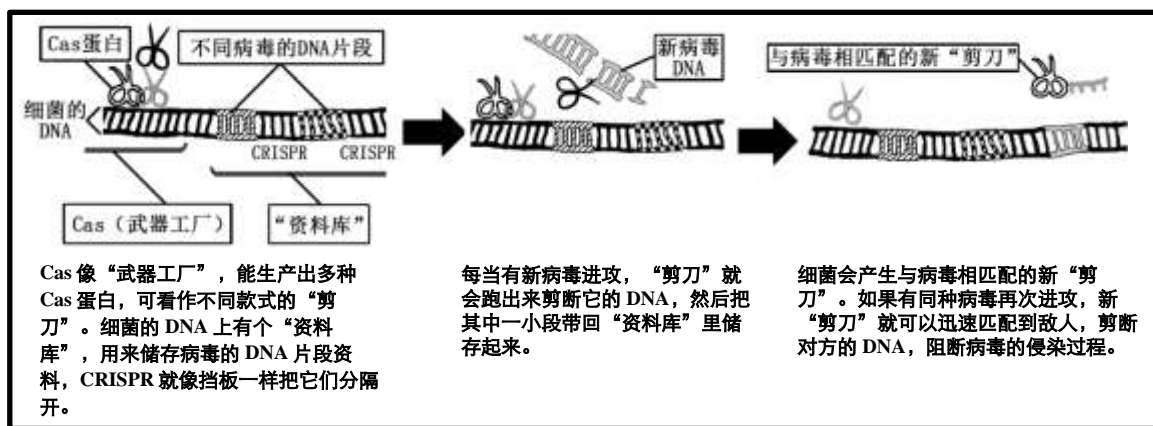 Cas蛋白
不同病毒的DNA片段
细菌的
DNA
CRISPR
CRISPR
Cas（武器工厂）
“资料库”
新病毒
DNA
与病毒相匹配的新“剪刀”
Cas 像“武器工厂”，能生产出多种
Cas 蛋白，可看作不同款式的“剪
刀”。细菌的 DNA 上有个“资料
库”，用来储存病毒的 DNA 片段资
料，CRISPR 就像挡板一样把它们分隔
开。
每当有新病毒进攻，“剪刀”就
会跑出来剪断它的 DNA，然后把
其中一小段带回“资料库”里储
存起来。
细菌会产生与病毒相匹配的新“剪
刀”。如果有同种病毒再次进攻，新
“剪刀”就可以迅速匹配到敌人，剪断
对方的 DNA，阻断病毒的侵染过程。